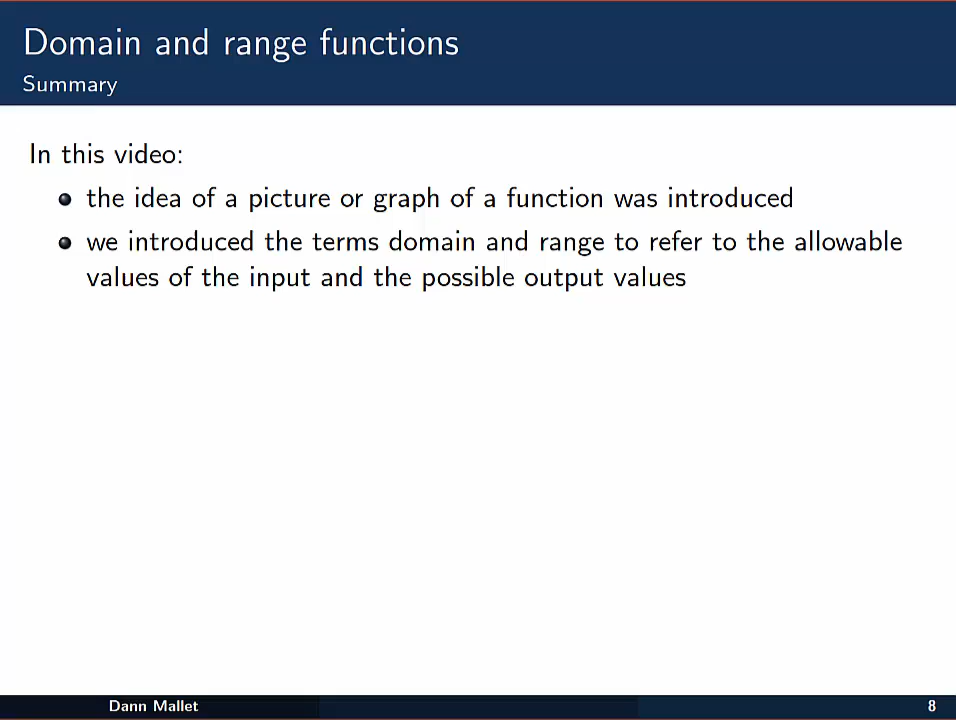 Domain and range functions
Summary
In this video:
the idea of a picture or graph of a function was introduced
we introduced the terms domain and range to refer to the allowable
values of the input and the possible output values
Dann Mallet
8